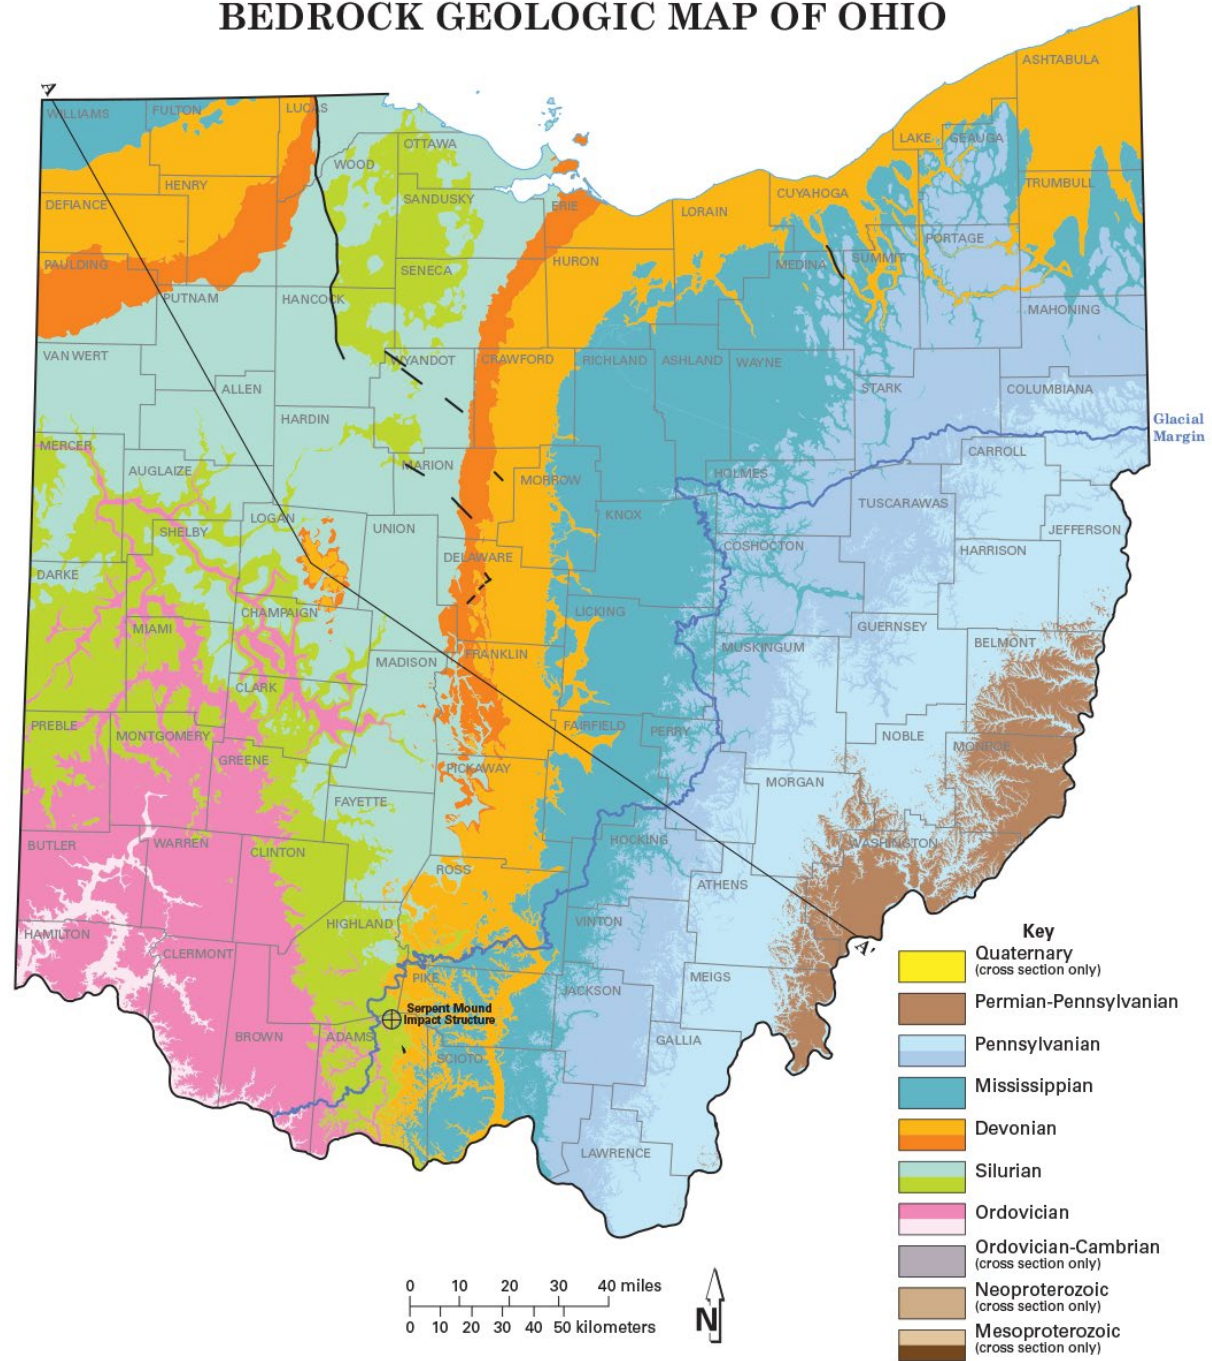 BEDROCK GEOLOGIC MAP OF OHIO
A
WILLIAMS
FULTON
LUCAS
ASHTABULA
LAKE
GEAUGA
OTTAWA
WOOD
HENRY
CUYAHOGA
TRUMBULL
DEFIANCE
SANDUSKY
ERIE
LORAIN
PORTAGE
PAULDING
SENECA
HURON
MEDINA
SUMMIT
PUTNAM
HANCOCK
MAHONING
VAN WERT
WYANDOT
CRAWFORD
RICHLAND
ASHLAND
WAYNE
ALLEN
STARK
COLUMBIANA
HARDIN
Glacial
Margin
MERCER
AUGLAIZE
MARION
MORROW
HOLMES
CARROLL
TUSCARAWAS
LOGAN
UNION
KNOX
SHELBY
JEFFERSON
COSHOCTON
HARRISON
DELAWARE
DARKE
CHAMPAIGN
LICKING
MIAMI
GUERNSEY
MUSKINGUM
BELMONT
MADISON
FRANKLIN
CLARK
PREBLE
MONTGOMERY
FAIRFIELD
PERRY
NOBLE
MONROE
GREENE
PICKAWAY
MORGAN
FAYETTE
BUTLER
WARREN
CLINTON
HOCKING
WASHINGTON
ROSS
ATHENS
HIGHLAND
VINTON
HAMILTON
CLERMONT
A'
PIKE
JACKSON
MEIGS
Serpent Mound
Impact Structure
BROWN
ADAMS
SCIOTO
GALLIA
LAWRENCE
Key
Quaternary
(cross section only)
Permian-Pennsylvanian
Pennsylvanian
Mississippian
Devonian
Silurian
Ordovician
Ordovician-Cambrian
(cross section only)
Neoproterozoic
(cross section only)
Mesoproterozoic
(cross section only)
0 10 20 30 40 miles
0 10 20 30 40 50 kilometers
N